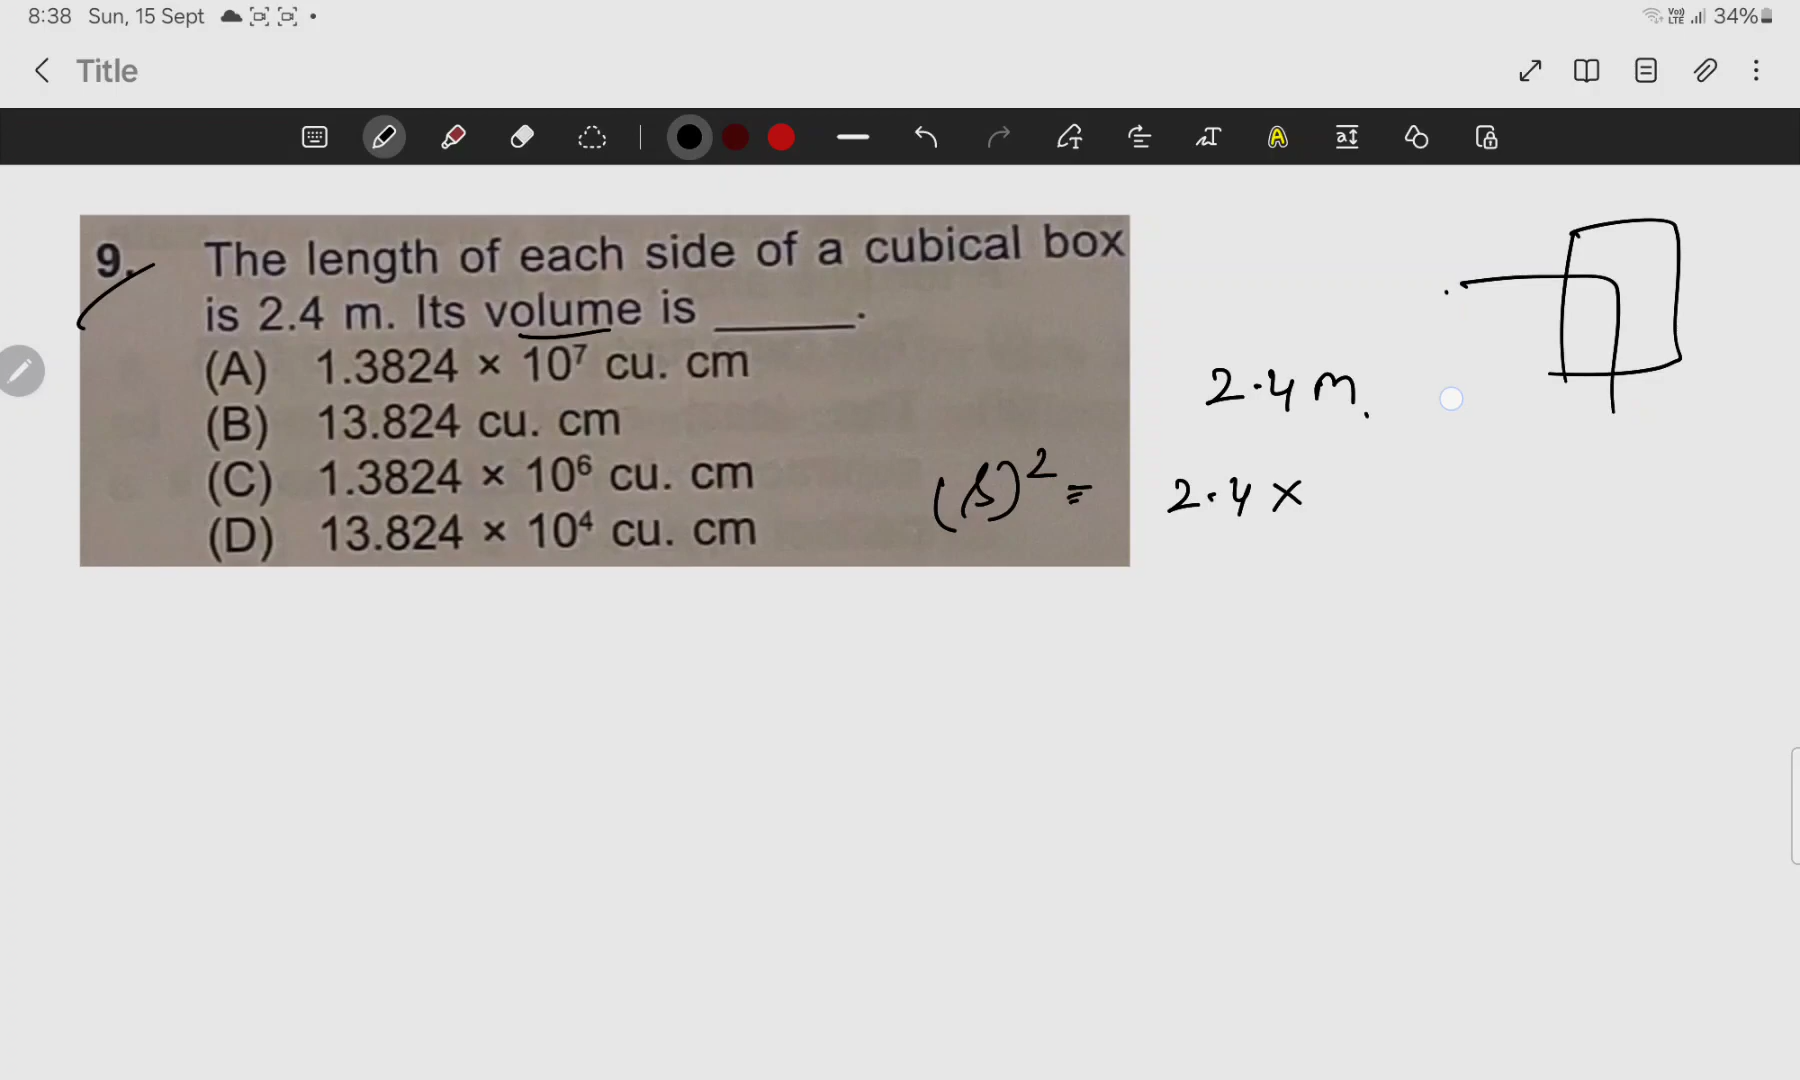 8:38 Sun, 15 Sept 34%
Title
9. The length of each side of a cubical box
is 2.4 m. Its volume is ______.
(A) 1.3824 × 10⁷ cu. cm
(B) 13.824 cu. cm
(C) 1.3824 × 10⁶ cu. cm
(D) 13.824 × 10⁴ cu. cm
2.4 m.
(s)² = 2.4 ×